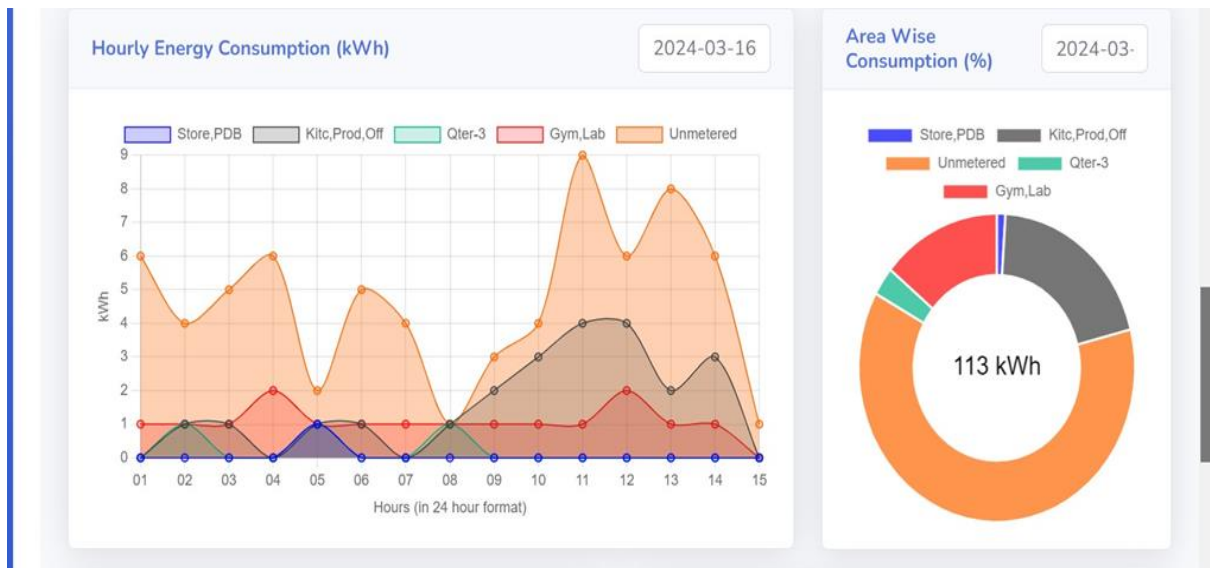 Hourly Energy Consumption (kWh)
2024-03-16
Store,PDB Kitc,Prod,Off Qter-3 Gym,Lab Unmetered
9
8
7
6
5
4
3
2
1
0
kWh
01 02 03 04 05 06 07 08 09 10 11 12 13 14 15
Hours (in 24 hour format)
Area Wise
Consumption (%)
2024-03-
Store,PDB Kitc,Prod,Off
Unmetered Qter-3
Gym,Lab
113 kWh